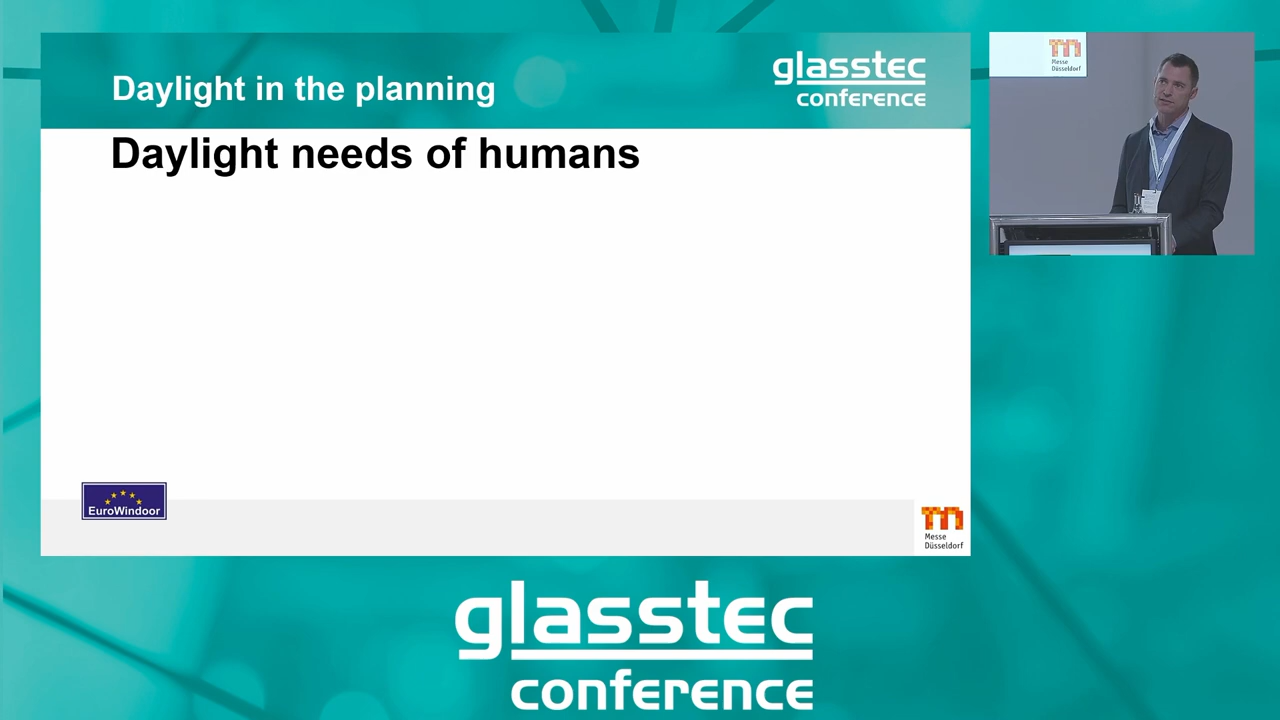 Daylight in the planning
glasstec
conference
Daylight needs of humans
EuroWindoor
Messe
Düsseldorf
Messe
Düsseldorf
glasstec
conference